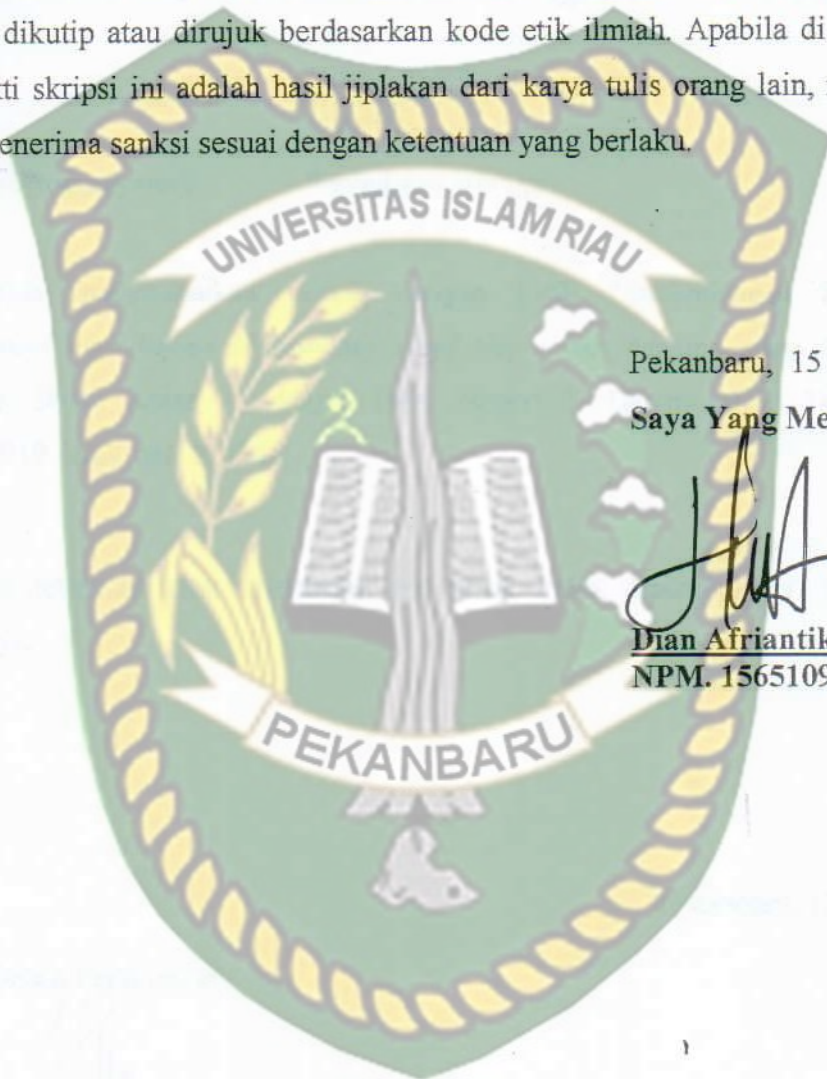 dikutip atau dirujuk berdasarkan kode etik ilmiah. Apabila di
skripsi ini adalah hasil jiplakan dari karya tulis orang lain,
enerima sanksi sesuai dengan ketentuan yang berlaku.
UNIVERSITAS ISLAM RIAU
Pekanbaru, 15
Saya Yang Me
Dian Afriantik
NPM. 1565109
PEKANBARU